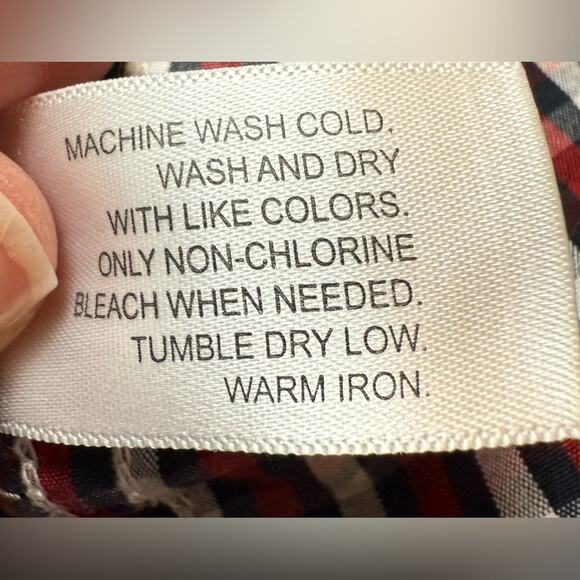 MACHINE WASH COLD.
WASH AND DRY
WITH LIKE COLORS.
ONLY NON-CHLORINE
BLEACH WHEN NEEDED.
TUMBLE DRY LOW.
WARM IRON.